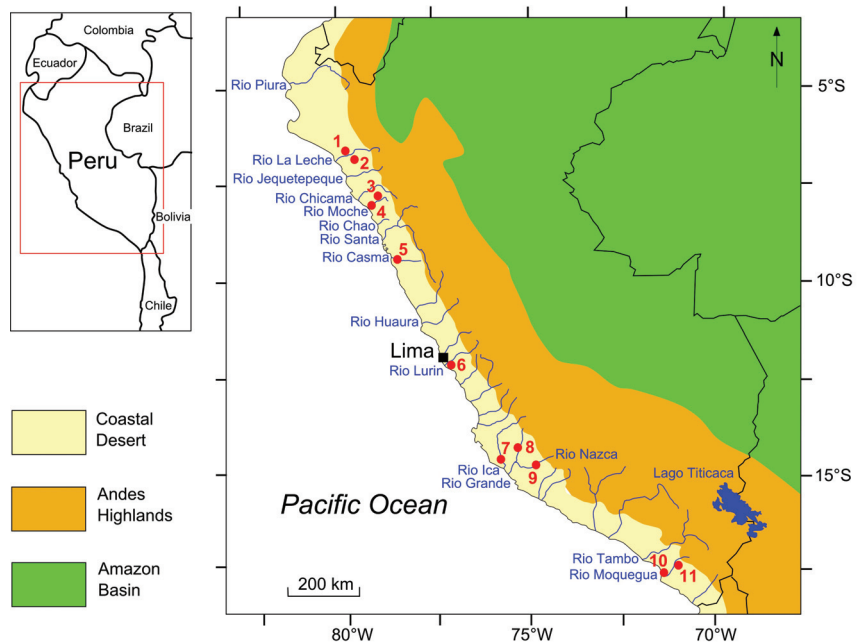 Colombia
Ecuador
Brazil
Peru
Bolivia
Chile
Coastal
Desert
Andes
Highlands
Amazon
Basin
N
5°S
10°S
15°S
Rio Piura
1
Rio La Leche
2
Rio Jequetepeque
3
Rio Chicama
4
Rio Moche
Rio Chao
Rio Santa
5
Rio Casma
Rio Huaura
Lima
6
Rio Lurin
7
8
Rio Nazca
9
Rio Ica
Rio Grande
Lago Titicaca
Pacific Ocean
Rio Tambo
10
Rio Moquegua
11
200 km
80°W
75°W
70°W